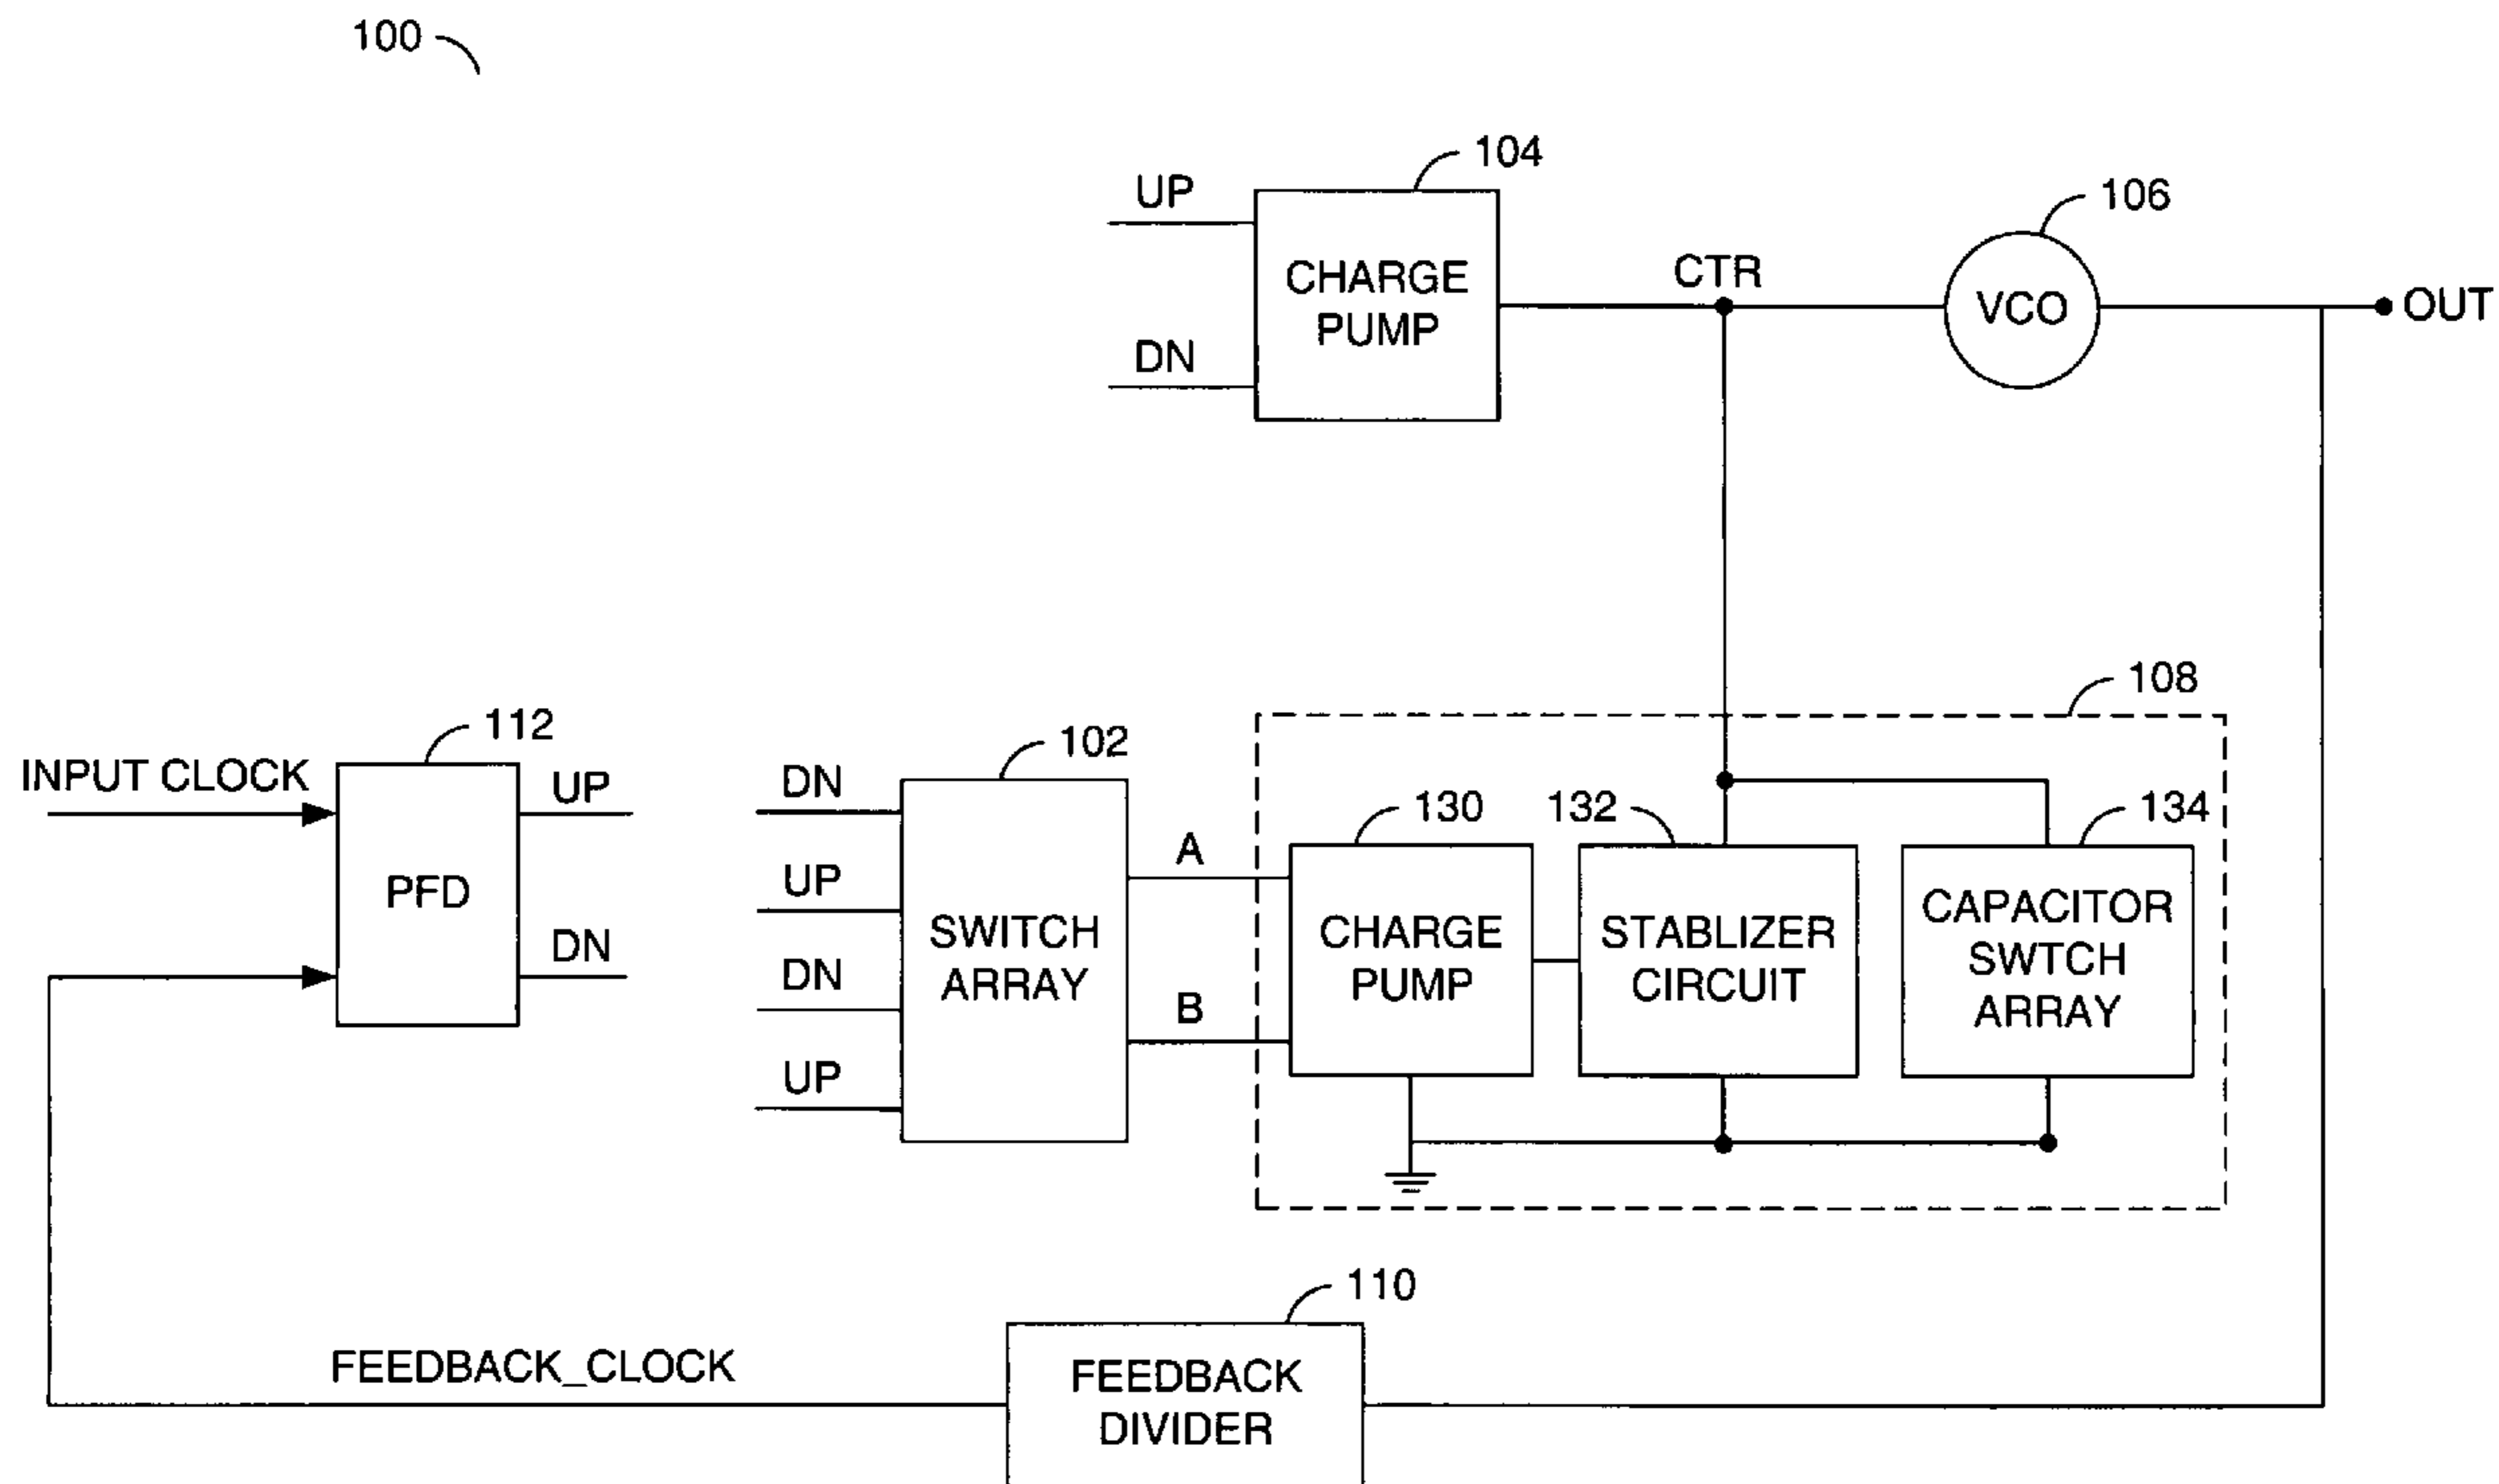 100
104
UP
CHARGE
PUMP
DN
CTR
106
VCO
OUT
108
112
INPUT CLOCK
UP
PFD
DN
102
DN
UP
DN
UP
SWITCH
ARRAY
A
B
130
CHARGE
PUMP
132
STABLIZER
CIRCUIT
134
CAPACITOR
SWTCH
ARRAY
110
FEEDBACK_CLOCK
FEEDBACK
DIVIDER